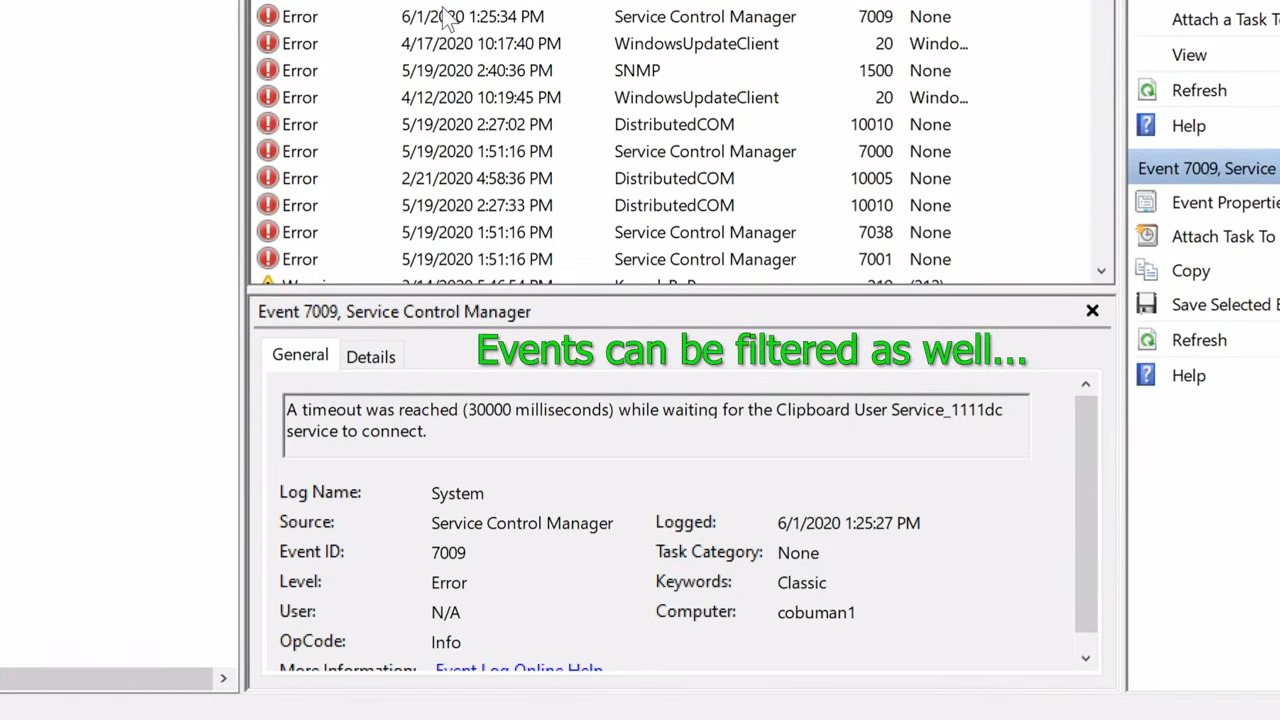 Error 6/1/2020 1:25:34 PM Service Control Manager 7009 None
Error 4/17/2020 10:17:40 PM WindowsUpdateClient 20 Windo...
Error 5/19/2020 2:40:36 PM SNMP 1500 None
Error 4/12/2020 10:19:45 PM WindowsUpdateClient 20 Windo...
Error 5/19/2020 2:27:02 PM DistributedCOM 10010 None
Error 5/19/2020 1:51:16 PM Service Control Manager 7000 None
Error 2/21/2020 4:58:36 PM DistributedCOM 10005 None
Error 5/19/2020 2:27:33 PM DistributedCOM 10010 None
Error 5/19/2020 1:51:16 PM Service Control Manager 7038 None
Error 5/19/2020 1:51:16 PM Service Control Manager 7001 None
Event 7009, Service Control Manager
Events can be filtered as well...
General Details
A timeout was reached (30000 milliseconds) while waiting for the Clipboard User Service_1111dc
service to connect.
Log Name: System
Source: Service Control Manager Logged: 6/1/2020 1:25:27 PM
Event ID: 7009 Task Category: None
Level: Error Keywords: Classic
User: N/A Computer: cobuman1
OpCode: Info
More Information: Event Log Online Help
Attach a Task T
View
Refresh
Help
Event 7009, Service
Event Properti
Attach Task To
Copy
Save Selected E
Refresh
Help